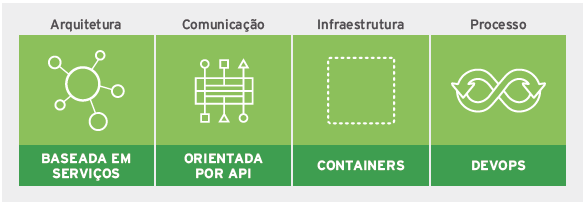 Arquitetura
Comunicação
Infraestrutura
Processo
BASEADA EM
SERVIÇOS
ORIENTADA
POR API
CONTAINERS
DEVOPS